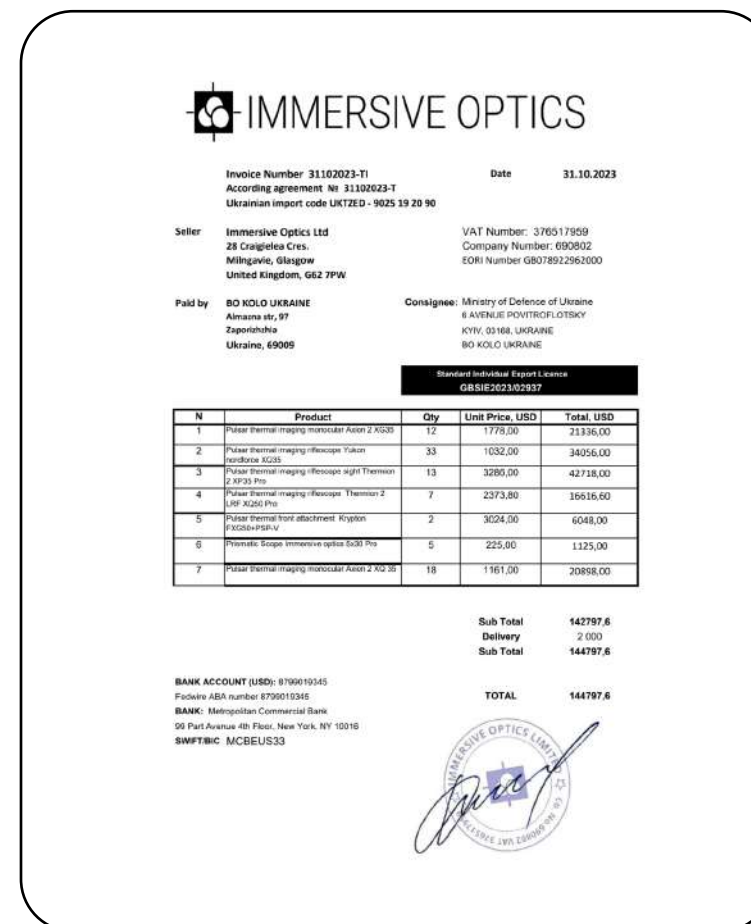 IMMERSIVE OPTICS
Invoice Number 31102023-TI
Date 31.10.2023
According agreement № 31102023-T
Ukrainian import code UKTZED - 9025 19 20 90
Seller Immersive Optics Ltd
28 Craigielea Cres.
Milngavie, Glasgow
United Kingdom, G62 7PW
VAT Number: 376517959
Company Number: 690802
EORI Number GB078922962000
Paid by BO KOLO UKRAINE
Almazna str, 97
Zaporizhzhia
Ukraine, 69009
Consignee: Ministry of Defence of Ukraine
6 AVENUE POVITROFLOTSKY
KYIV, 03168, UKRAINE
BO KOLO UKRAINE
Standard Individual Export Licence
GBSIE2023/02937
N Product Qty Unit Price, USD Total, USD
1 Pulsar thermal imaging monocular Axion 2 XG35 12 1778,00 21336,00
2 Pulsar thermal imaging riflescope Yukon 33 1032,00 34056,00
nordforce XQ35
3 Pulsar thermal imaging riflescope sight Thermion 13 3286,00 42718,00
2 XP35 Pro
4 Pulsar thermal imaging riflescope Thermion 2 7 2373,80 16616,60
LRF XQ50 Pro
5 Pulsar thermal front attachment Krypton 2 3024,00 6048,00
FXG50+PSP-V
6 Prismatic Scope Immersive optics 5x30 Pro 5 225,00 1125,00
7 Pulsar thermal imaging monocular Axion 2 XQ 35 18 1161,00 20898,00
Sub Total 142797,6
Delivery 2 000
Sub Total 144797,6
BANK ACCOUNT (USD): 8799019345
Fedwire ABA number 8799019345
BANK: Metropolitan Commercial Bank
99 Part Avenue 4th Floor, New York, NY 10016
SWIFT/BIC MCBEUS33
TOTAL 144797,6
IMMERSIVE OPTICS LIMITED
Co. No 690802 VAT